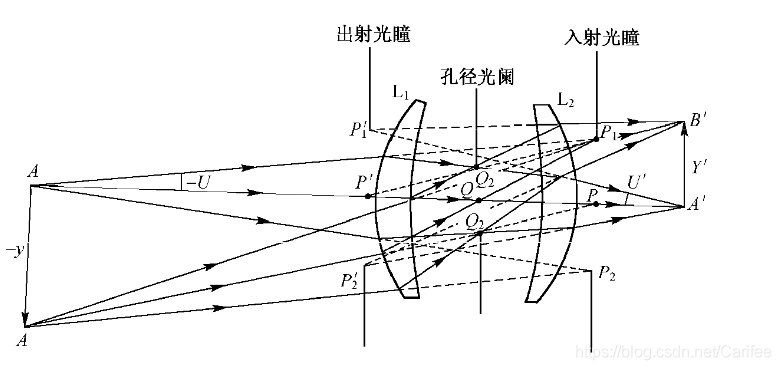 出射光瞳
入射光瞳
孔径光阑
L₁
L₂
P′₁
P₁
B′
A
−U
P′
Q₂
Q
P
U′
Y′
A′
Q₂
−y
P′₂
P₂
A
https://blog.csdn.net/Carifee